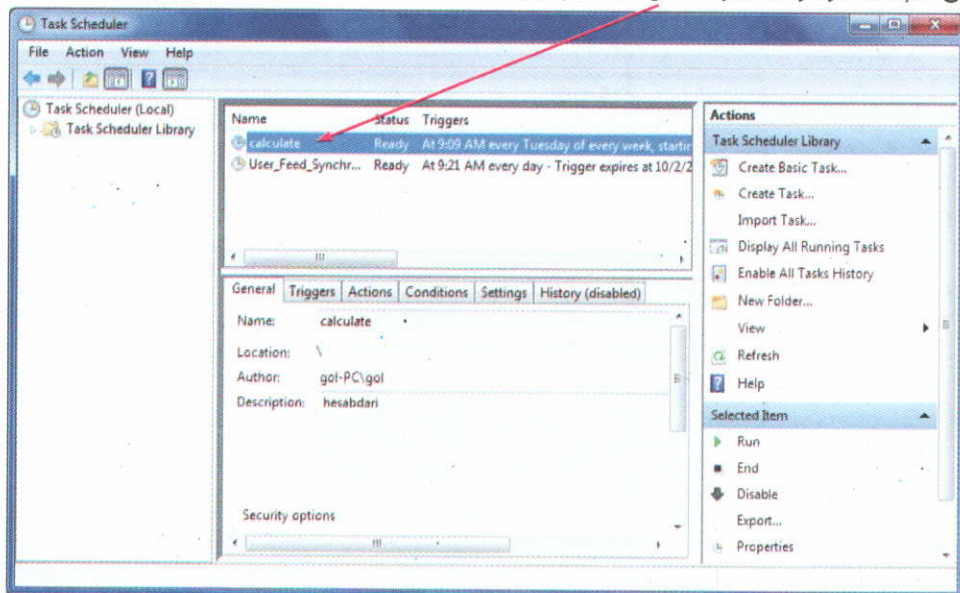 Task Scheduler
File Action View Help
Task Scheduler (Local)
Task Scheduler Library
Name Status Triggers
calculate Ready At 9:09 AM every Tuesday of every week, startin
User_Feed_Synchr... Ready At 9:21 AM every day - Trigger expires at 10/2/2
General Triggers Actions Conditions Settings History (disabled)
Name: calculate
Location: \
Author: gol-PC\gol
Description: hesabdari
Security options
Actions
Task Scheduler Library
Create Basic Task...
Create Task...
Import Task...
Display All Running Tasks
Enable All Tasks History
New Folder...
View
Refresh
Help
Selected Item
Run
End
Disable
Export...
Properties